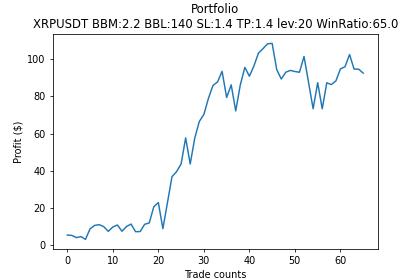 Portfolio
XRPUSDT BBM:2.2 BBL:140 SL:1.4 TP:1.4 lev:20 WinRatio:65.0
Profit ($)
100
80
60
40
20
0
0 10 20 30 40 50 60
Trade counts